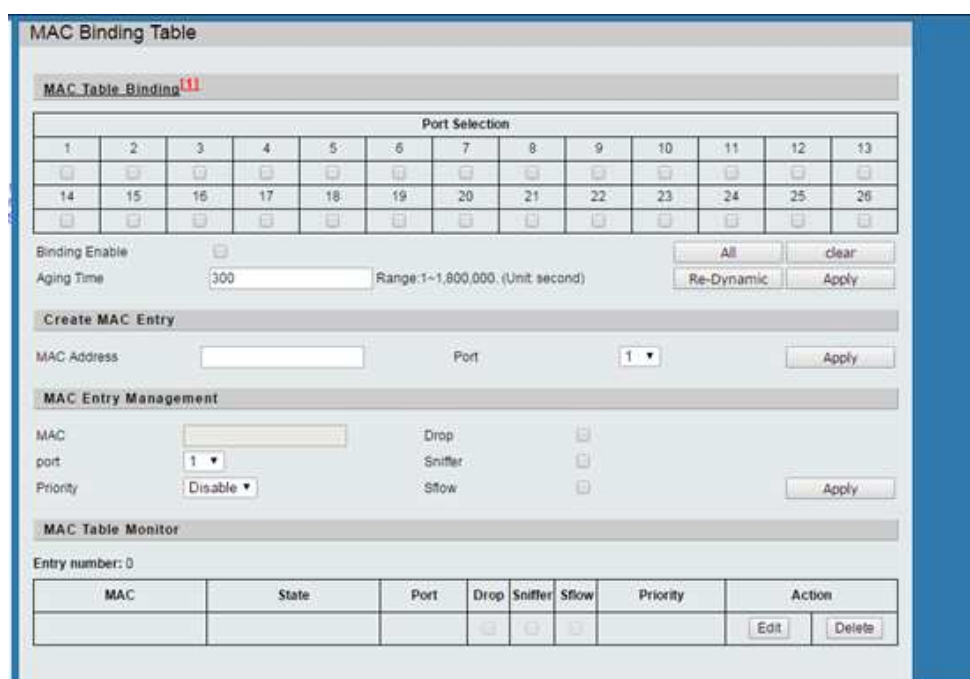 MAC Binding Table
MAC Table Binding[1]
Port Selection
1 2 3 4 5 6 7 8 9 10 11 12 13
14 15 16 17 18 19 20 21 22 23 24 25 26
Binding Enable All clear
Aging Time 300 Range:1~1,800,000. (Unit: second) Re-Dynamic Apply
Create MAC Entry
MAC Address Port 1 Apply
MAC Entry Management
MAC Drop
port 1 Sniffer
Priority Disable Sflow Apply
MAC Table Monitor
Entry number: 0
MAC State Port Drop Sniffer Sflow Priority Action
Edit Delete